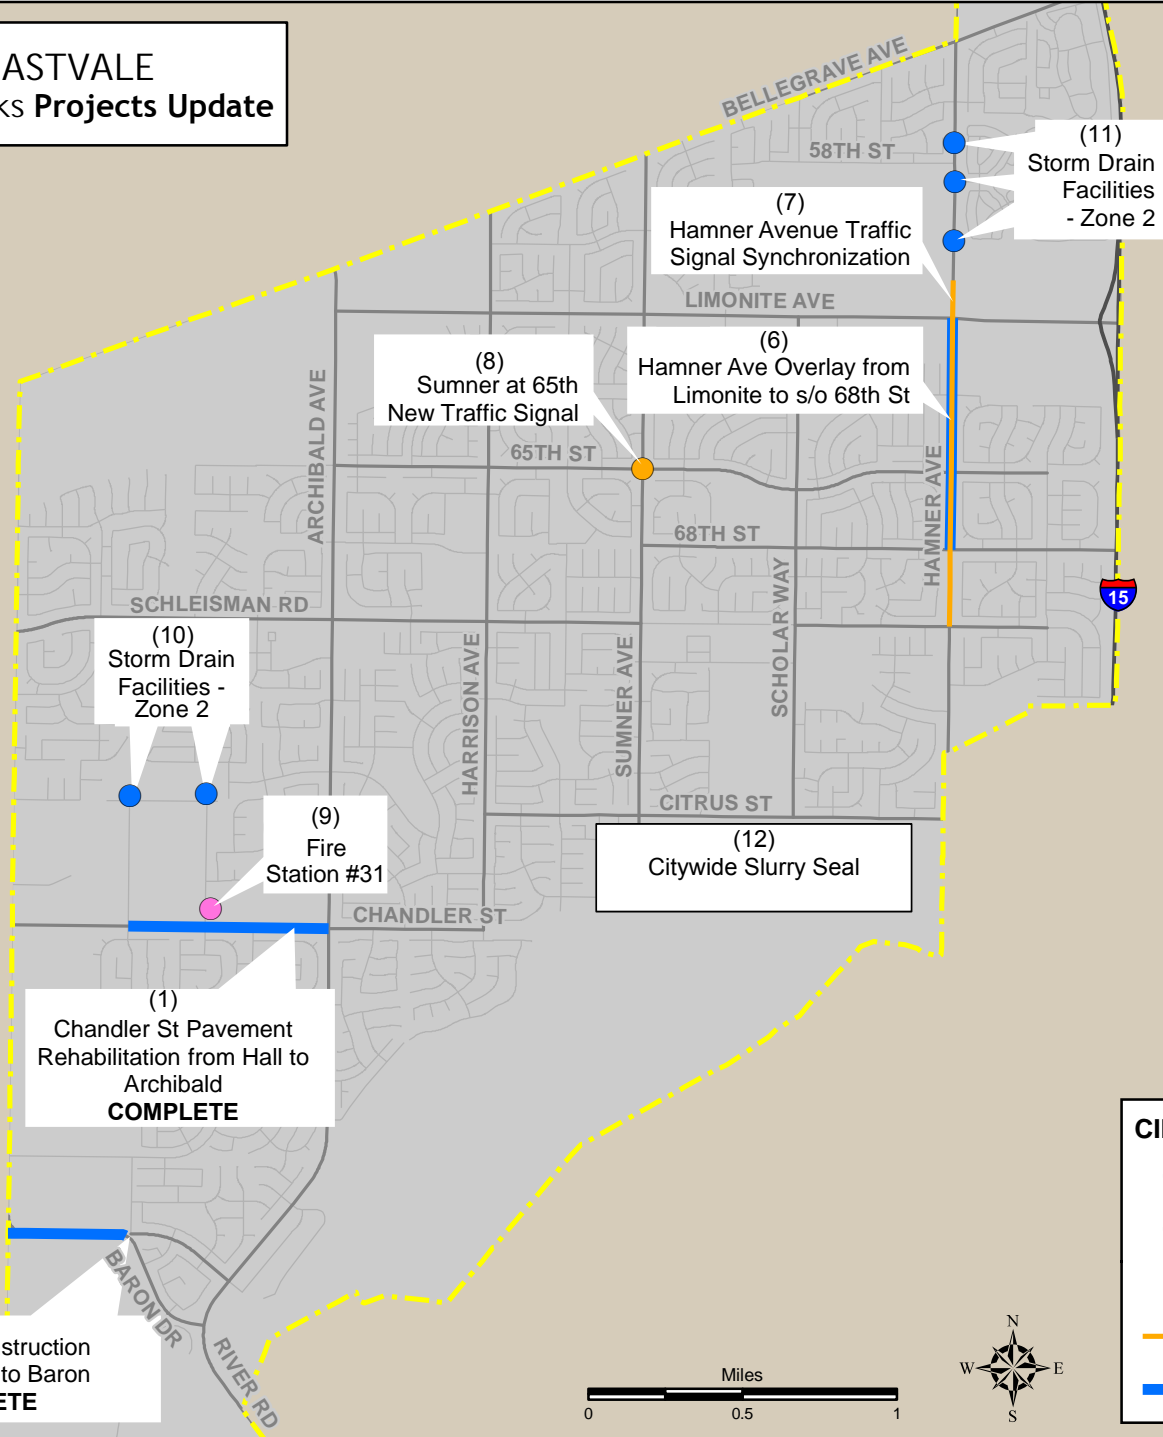 ASTVALE
ks Projects Update
BELLEGRAVE AVE
58TH ST
(11)
Storm Drain
Facilities
- Zone 2
(7)
Hamner Avenue Traffic
Signal Synchronization
LIMONITE AVE
(6)
Hamner Ave Overlay from
Limonite to s/o 68th St
(8)
Sumner at 65th
New Traffic Signal
ARCHIBALD AVE
65TH ST
HAMNER AVE
68TH ST
SCHOLAR WAY
15
SCHLEISMAN RD
(10)
Storm Drain
Facilities -
Zone 2
HARRISON AVE
SUMNER AVE
CITRUS ST
(9)
Fire
Station #31
(12)
Citywide Slurry Seal
CHANDLER ST
(1)
Chandler St Pavement
Rehabilitation from Hall to
Archibald
COMPLETE
CI
BARON DR
RIVER RD
struction
to Baron
ETE
Miles
0 0.5 1
N
W E
S